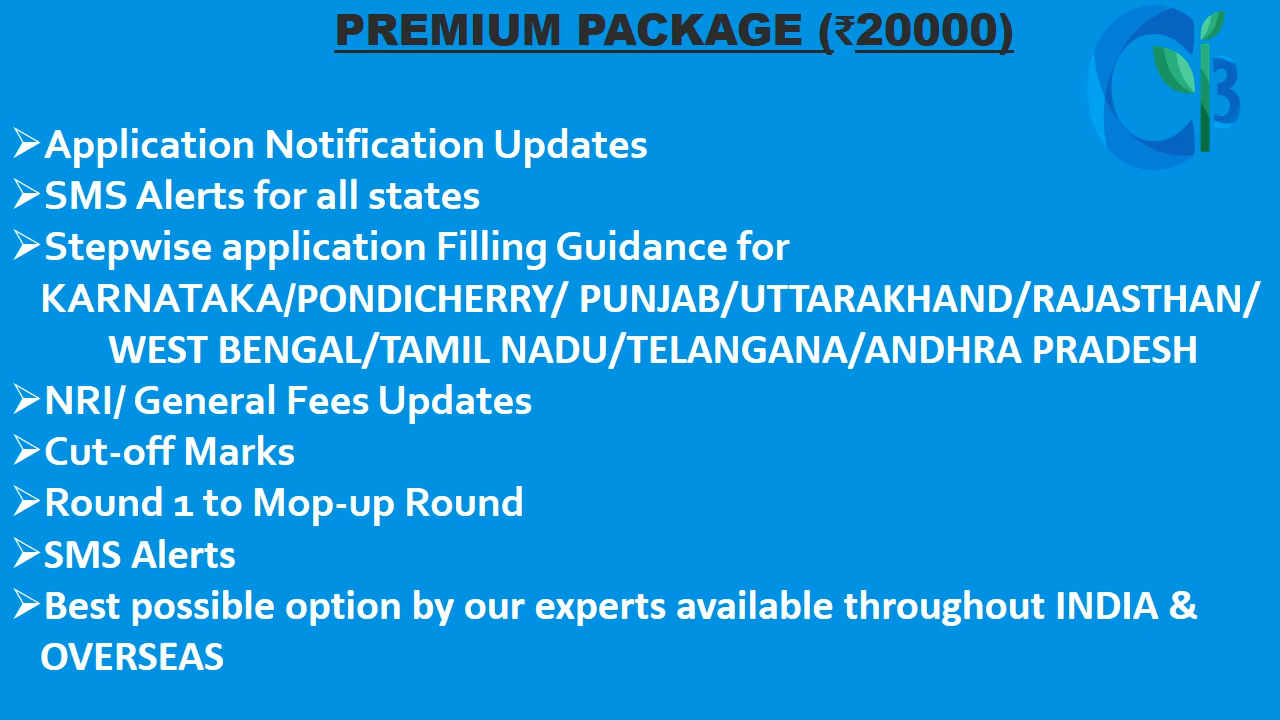 PREMIUM PACKAGE (₹20000)
➢Application Notification Updates
➢SMS Alerts for all states
➢Stepwise application Filling Guidance for
KARNATAKA/PONDICHERRY/ PUNJAB/UTTARAKHAND/RAJASTHAN/
WEST BENGAL/TAMIL NADU/TELANGANA/ANDHRA PRADESH
➢NRI/ General Fees Updates
➢Cut-off Marks
➢Round 1 to Mop-up Round
➢SMS Alerts
➢Best possible option by our experts available throughout INDIA &
OVERSEAS